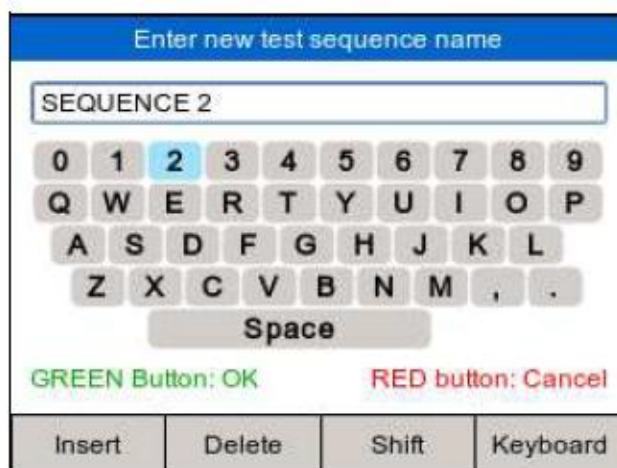 Enter new test sequence name
SEQUENCE 2
0 1 2 3 4 5 6 7 8 9
Q W E R T Y U I O P
A S D F G H J K L
Z X C V B N M , .
Space
GREEN Button: OK RED button: Cancel
Insert Delete Shift Keyboard